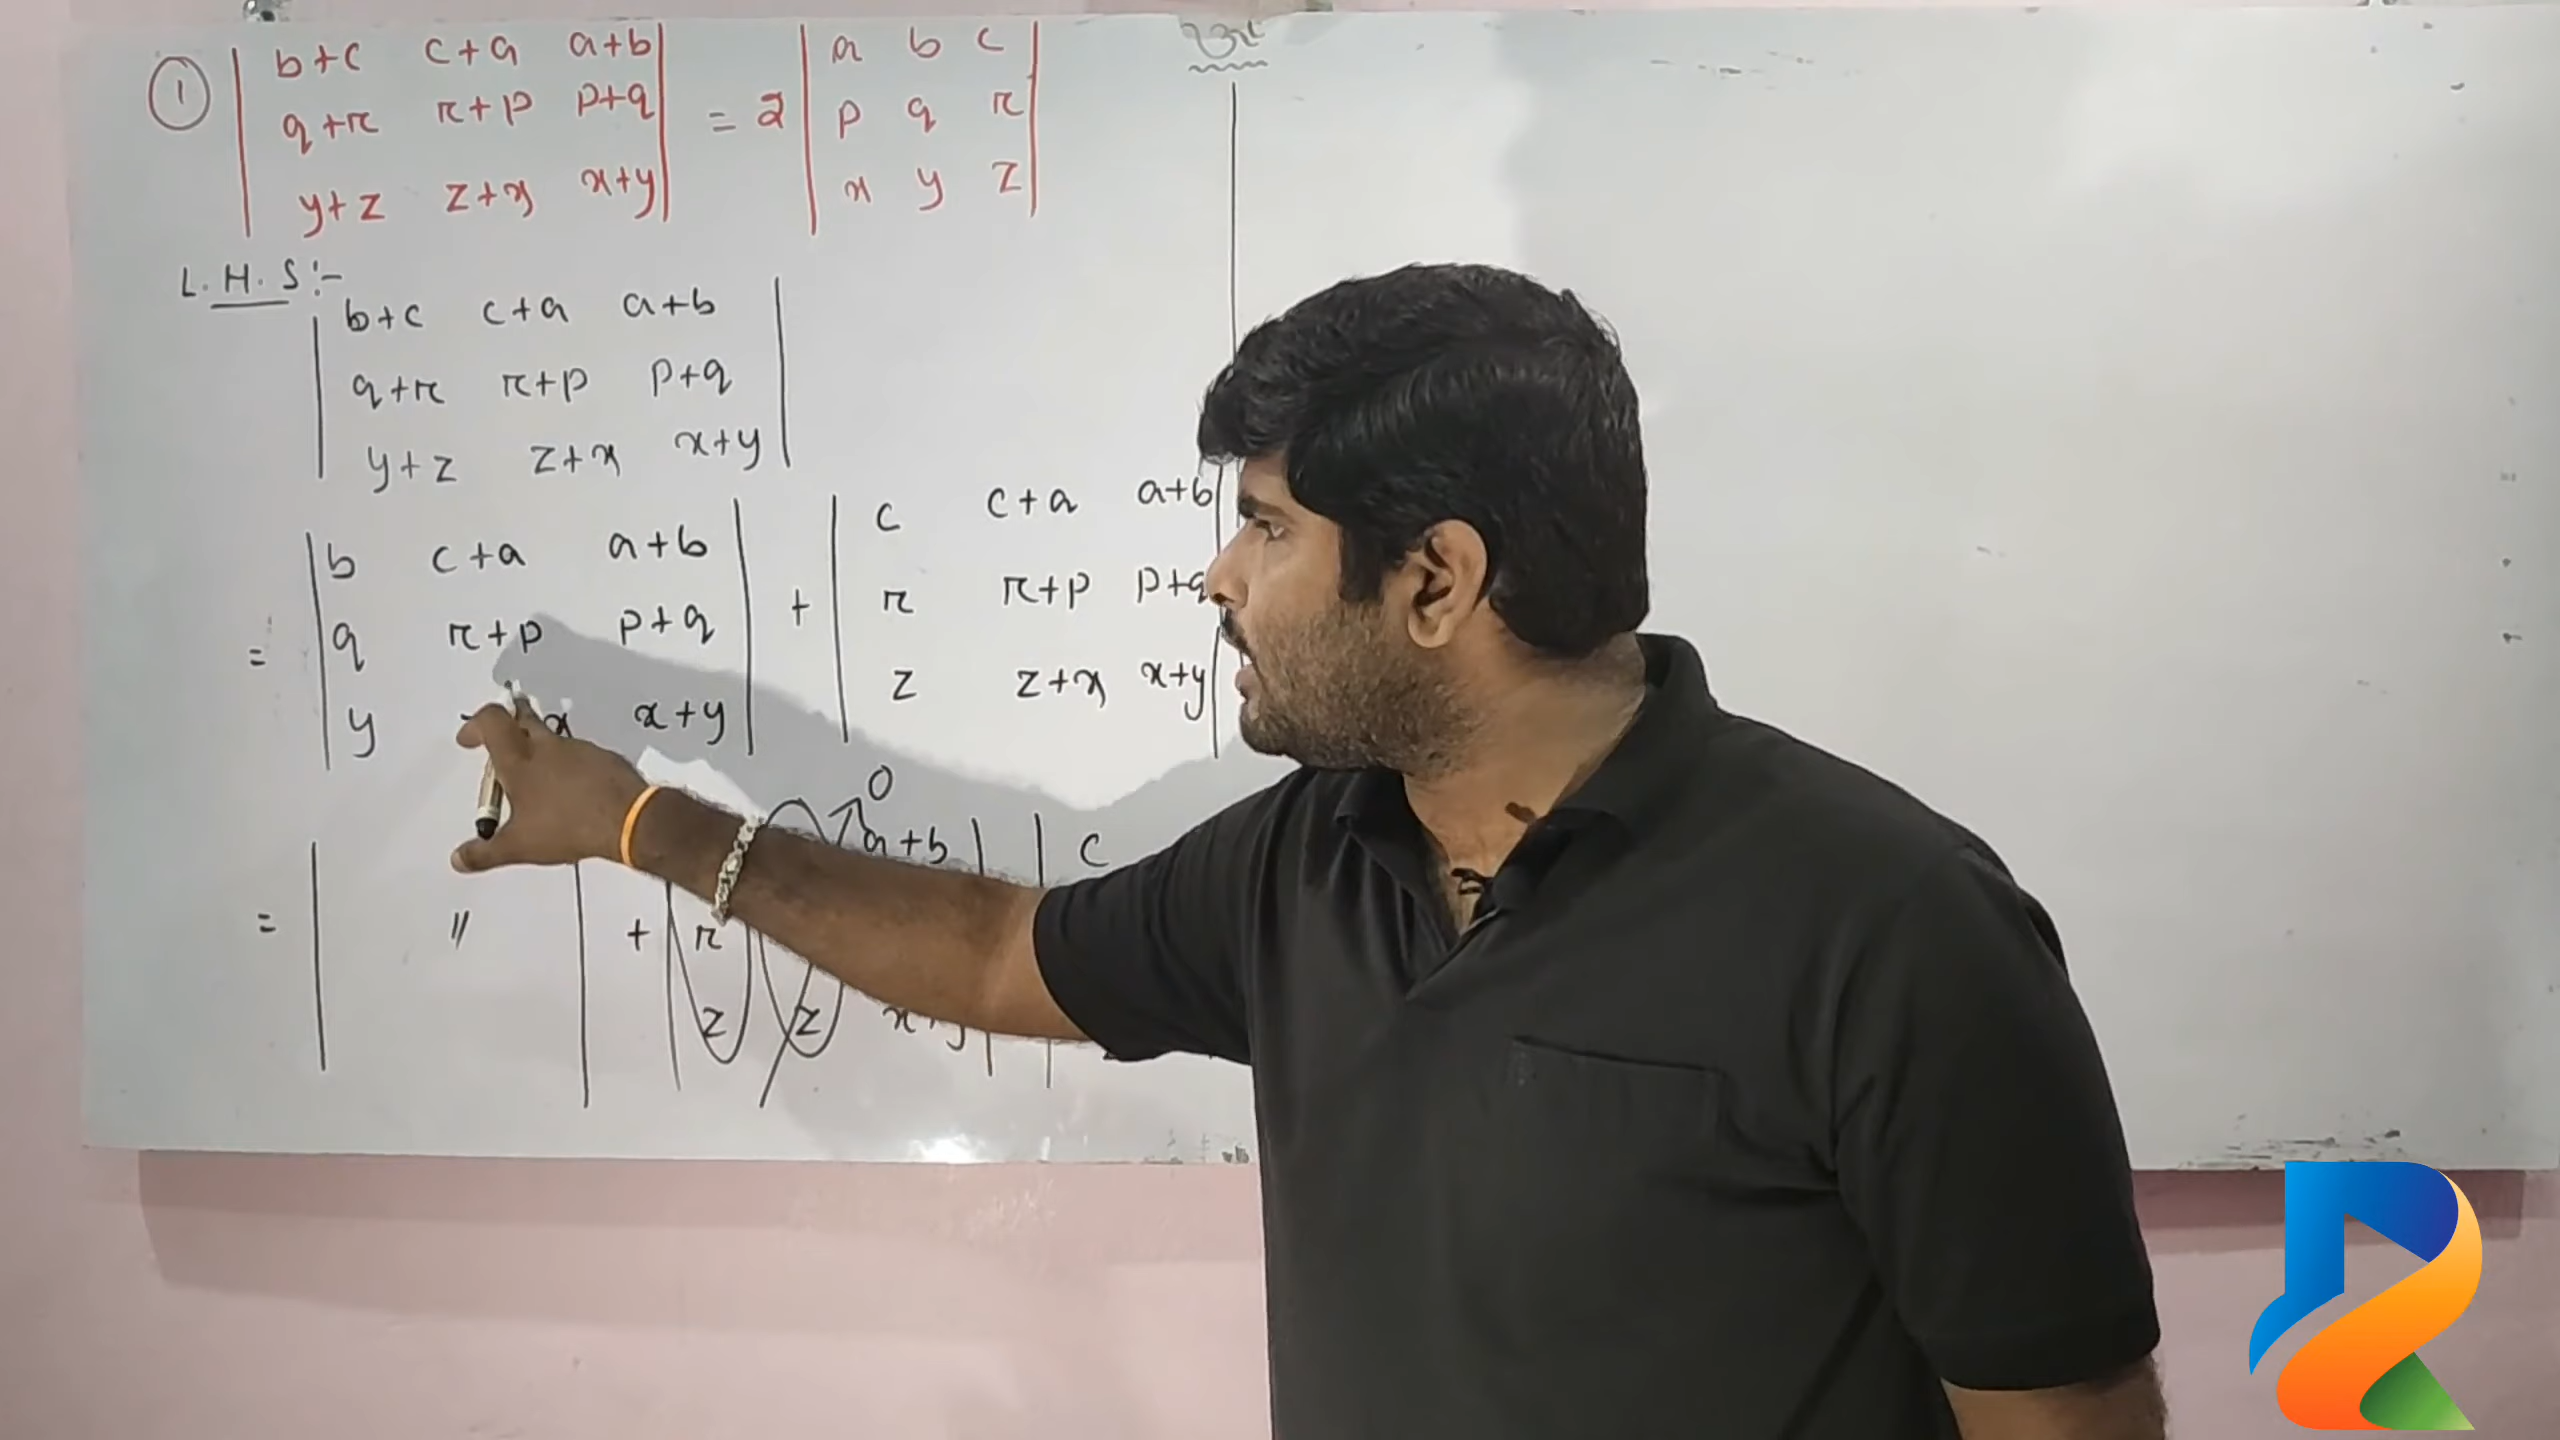 ① | b+c c+a a+b | = 2 | a b c |
| q+r r+p p+q | | p q r |
| y+z z+x x+y | | x y z |
L.H.S:-
| b+c c+a a+b |
| q+r r+p p+q |
| y+z z+x x+y |
= | b c+a a+b | + | c c+a a+b |
| q r+p p+q | | r r+p p+q |
| y x x+y | | z z+x x+y |
0
a+b | | c
= | 〃 | + | r
z z x+y |